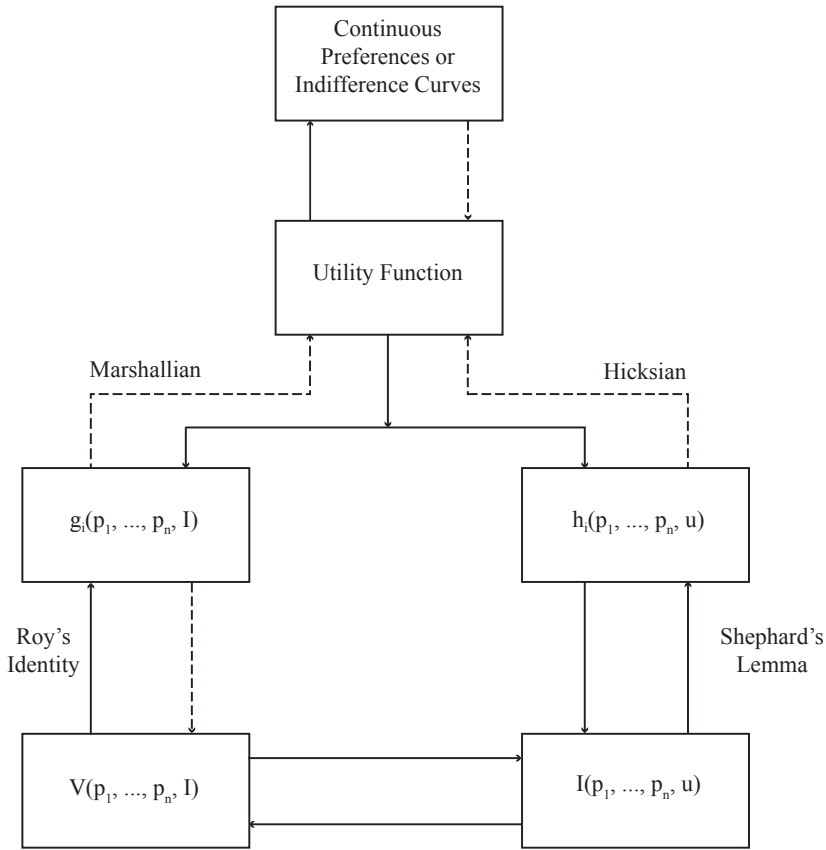 Continuous
Preferences or
Indifference Curves
Utility Function
Marshallian
Hicksian
gᵢ(p₁, ..., pₙ, I)
hᵢ(p₁, ..., pₙ, u)
Roy’s
Identity
Shephard’s
Lemma
V(p₁, ..., pₙ, I)
I(p₁, ..., pₙ, u)